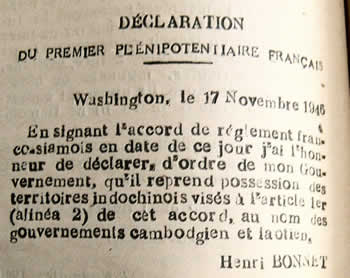 DÉCLARATION
DU PREMIER PLÉNIPOTENTIAIRE FRANÇAIS
Washington, le 17 Novembre 1946
En signant l'accord de réglement fran-
co-siamois en date de ce jour j'ai l'hon-
neur de déclarer, d'ordre de mon Gou-
vernement, qu'il reprend possession des
territoires indochinois visés à l'article 1er
(alinéa 2) de cet accord, au nom des
gouvernements cambodgien et laotien,
Henri BONNET